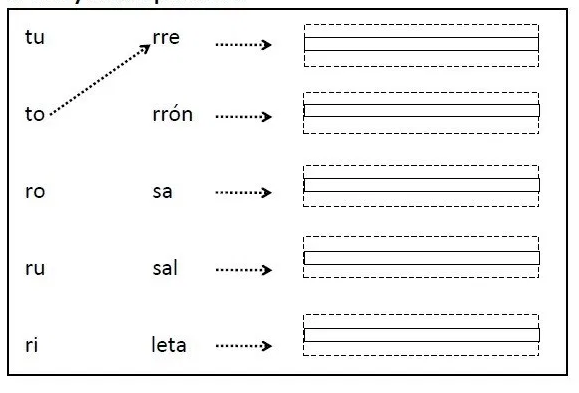 tu rre
to rrón
ro sa
ru sal
ri leta